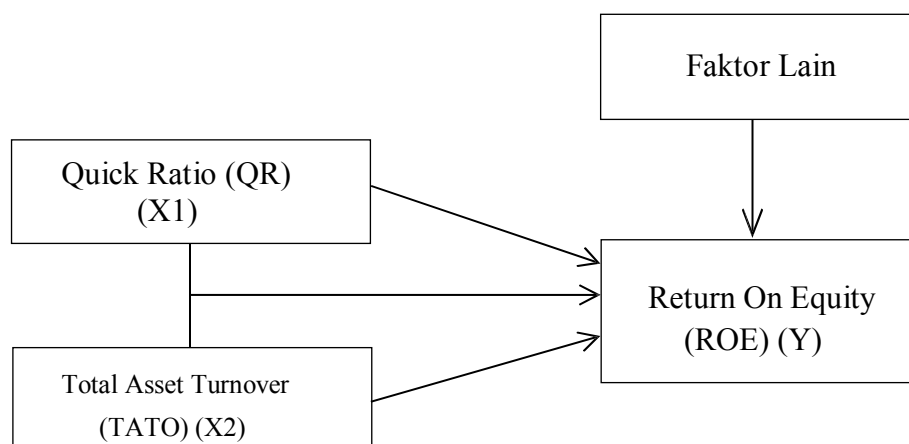 Faktor Lain
Quick Ratio (QR)
(X1)
Return On Equity
(ROE) (Y)
Total Asset Turnover
(TATO) (X2)